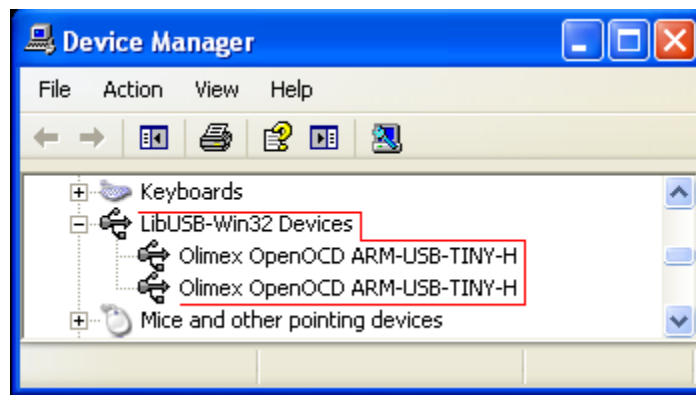 Device Manager
File Action View Help
Keyboards
LibUSB-Win32 Devices
Olimex OpenOCD ARM-USB-TINY-H
Olimex OpenOCD ARM-USB-TINY-H
Mice and other pointing devices